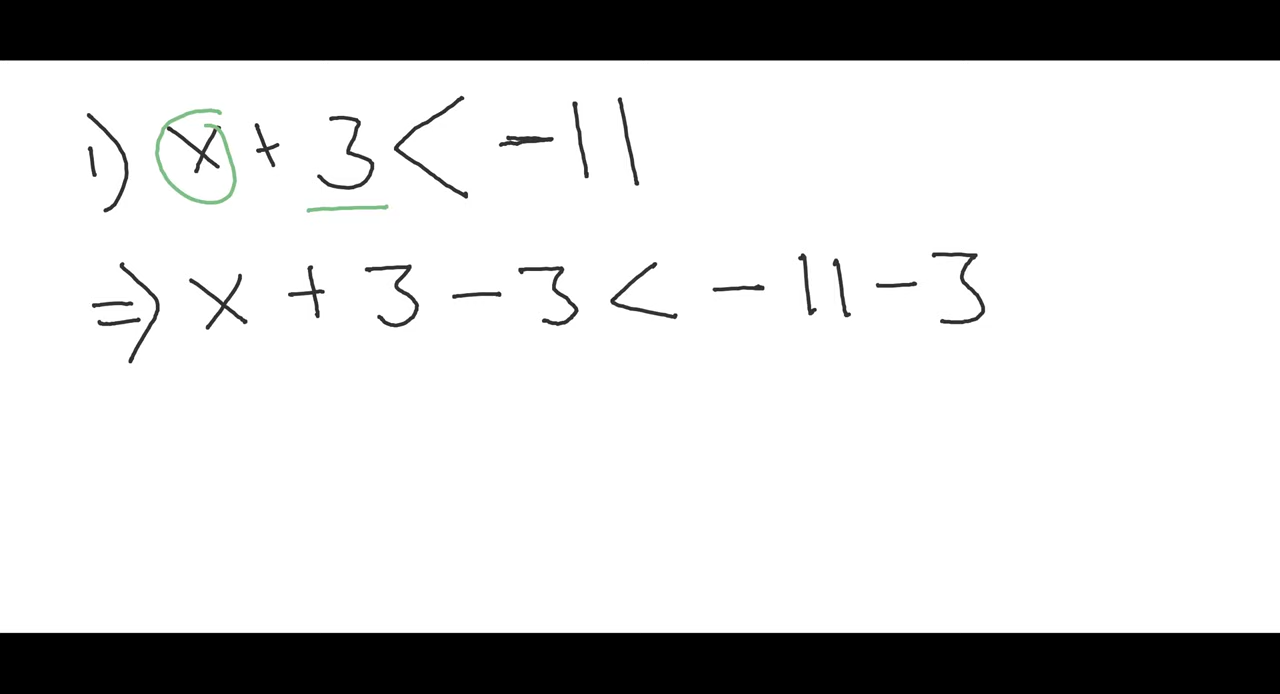 1) x + 3 < -11
⇒ x + 3 - 3 < - 11 - 3